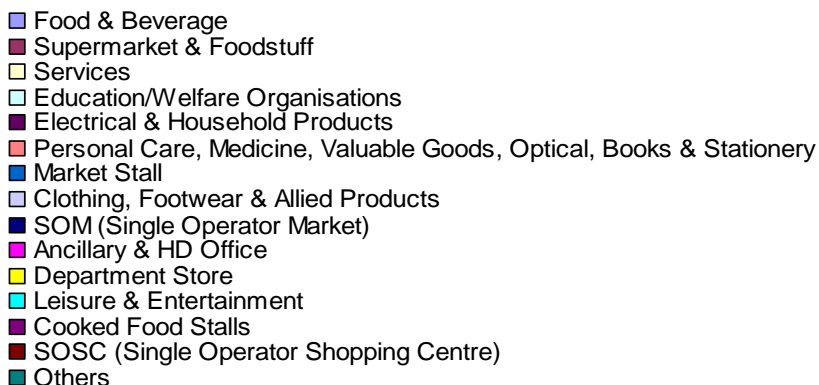 Food & Beverage
Supermarket & Foodstuff
Services
Education/Welfare Organisations
Electrical & Household Products
Personal Care, Medicine, Valuable Goods, Optical, Books & Stationery
Market Stall
Clothing, Footwear & Allied Products
SOM (Single Operator Market)
Ancillary & HD Office
Department Store
Leisure & Entertainment
Cooked Food Stalls
SOSC (Single Operator Shopping Centre)
Others